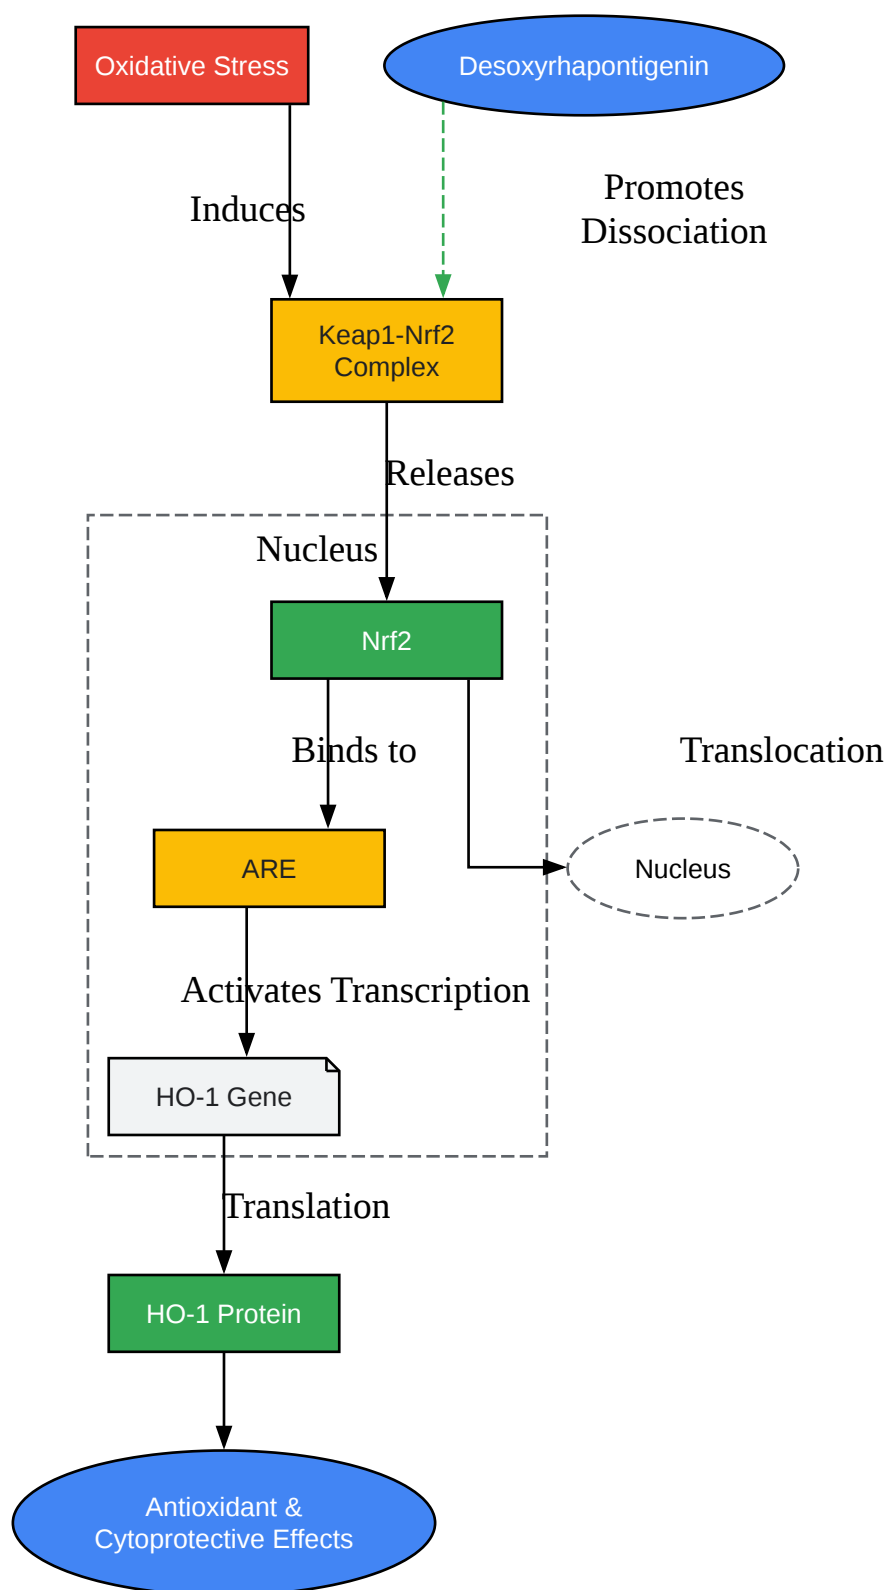 Oxidative Stress
Desoxyrhapontigenin
Induces
Promotes
Dissociation
Keap1-Nrf2
Complex
Releases
Nucleus
Nrf2
Binds to
Translocation
ARE
Nucleus
Activates Transcription
HO-1 Gene
Translation
HO-1 Protein
Antioxidant &
Cytoprotective Effects